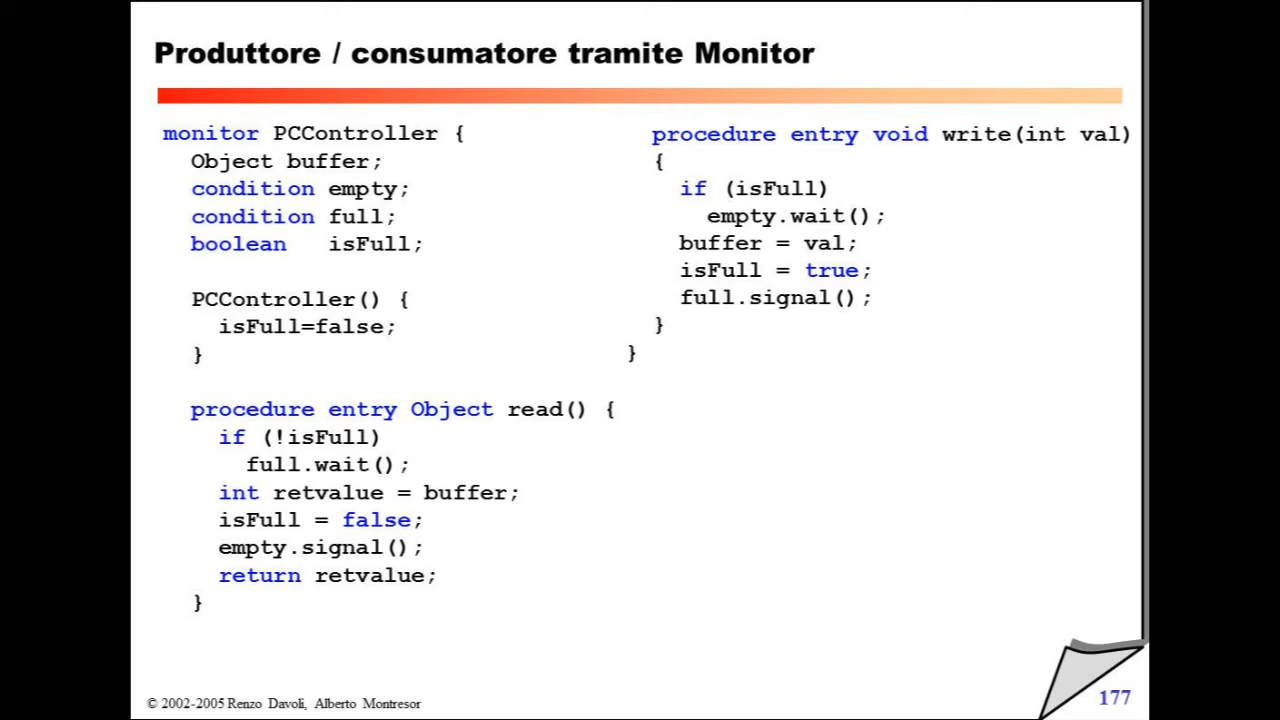 Produttore / consumatore tramite Monitor
monitor PCController {
Object buffer;
condition empty;
condition full;
boolean   isFull;
PCController() {
isFull=false;
}
procedure entry Object read() {
if (!isFull)
full.wait();
int retvalue = buffer;
isFull = false;
empty.signal();
return retvalue;
}
procedure entry void write(int val)
{
if (isFull)
empty.wait();
buffer = val;
isFull = true;
full.signal();
}
}
© 2002-2005 Renzo Davoli, Alberto Montresor
177